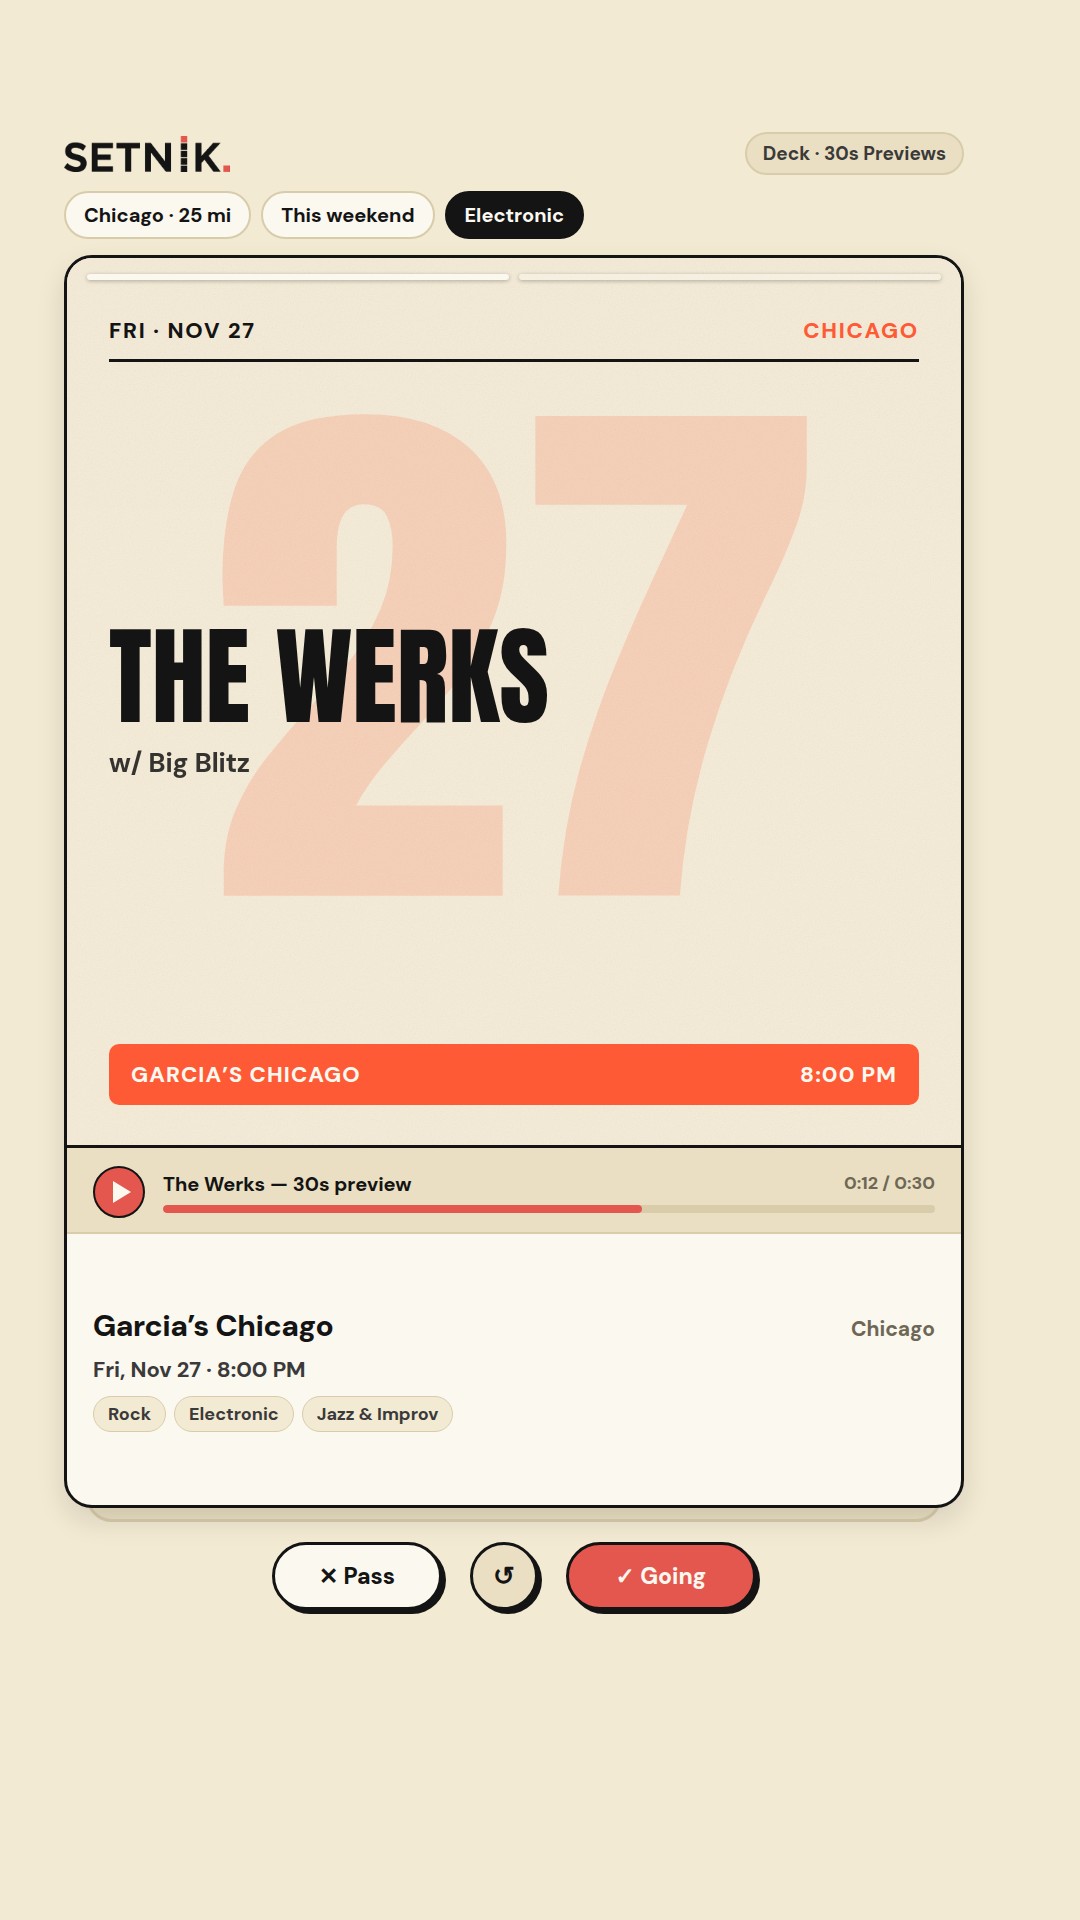 SETNIK.
Deck · 30s Previews
Chicago · 25 mi
This weekend
Electronic
FRI · NOV 27
CHICAGO
27
THE WERKS
w/ Big Blitz
GARCIA’S CHICAGO
8:00 PM
The Werks — 30s preview
0:12 / 0:30
Garcia’s Chicago
Chicago
Fri, Nov 27 · 8:00 PM
Rock
Electronic
Jazz & Improv
✕ Pass
↺
✓ Going